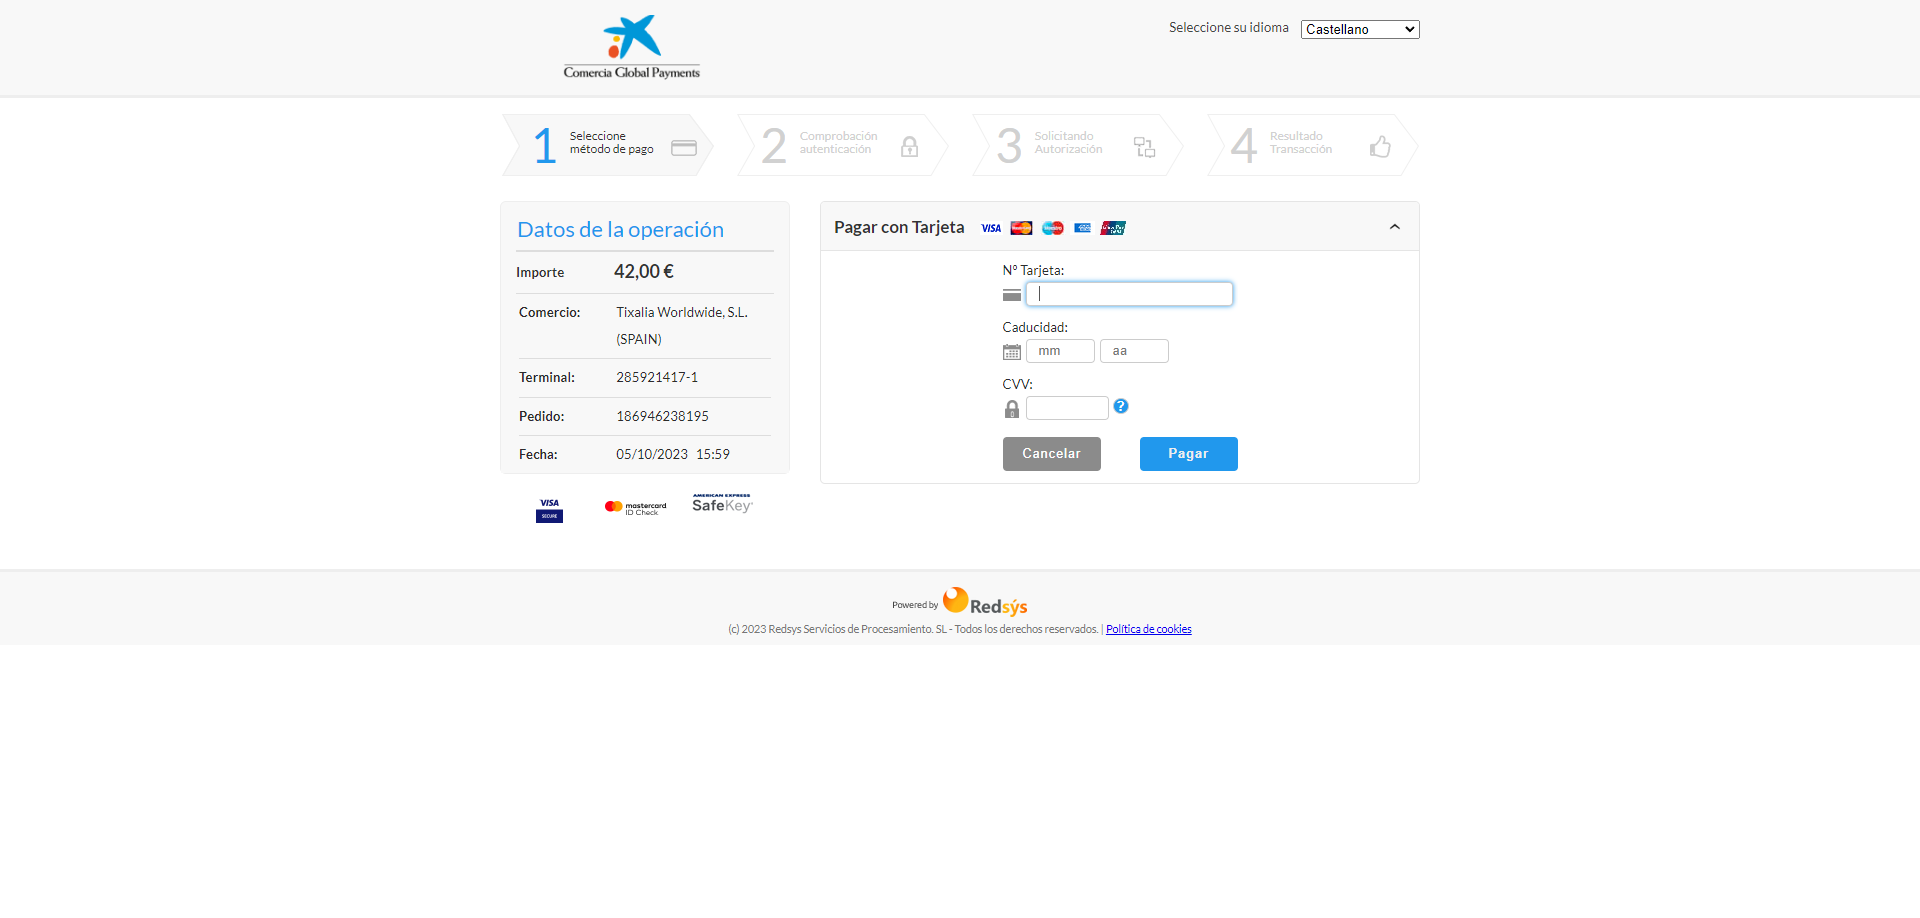 Comercia Global Payments
Seleccione su idioma Castellano
1 Seleccione
método de pago
2 Comprobación
autenticación
3 Solicitando
Autorización
4 Resultado
Transacción
Datos de la operación
Importe 42,00 €
Comercio: Tixalia Worldwide, S.L.
(SPAIN)
Terminal: 285921417-1
Pedido: 186946238195
Fecha: 05/10/2023 15:59
VISA
SECURE
mastercard
ID Check
AMERICAN EXPRESS
SafeKey
Pagar con Tarjeta VISA
Nº Tarjeta:
Caducidad:
mm aa
CVV:
?
Cancelar Pagar
Powered by Redsýs
(c) 2023 Redsys Servicios de Procesamiento. SL - Todos los derechos reservados. | Política de cookies